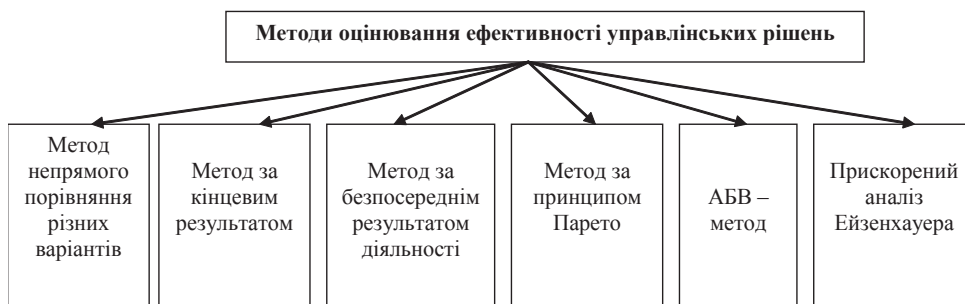 Методи оцінювання ефективності управлінських рішень
Метод
непрямого
порівняння
різних
варіантів
Метод за
кінцевим
результатом
Метод за
безпосереднім
результатом
діяльності
Метод за
принципом
Парето
АБВ –
метод
Прискорений
аналіз
Ейзенхауера